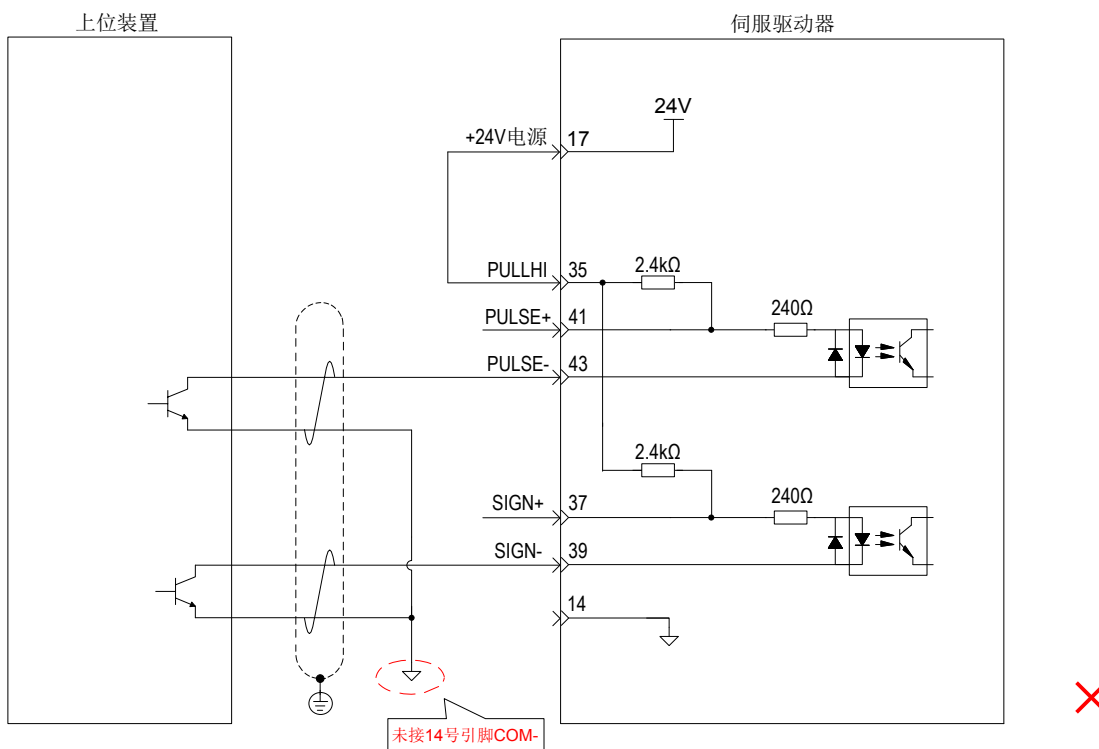 上位装置
伺服驱动器
24V
+24V电源
17
PULLHI
35
2.4kΩ
PULSE+
41
240Ω
PULSE-
43
2.4kΩ
SIGN+
37
240Ω
SIGN-
39
14
未接14号引脚COM-